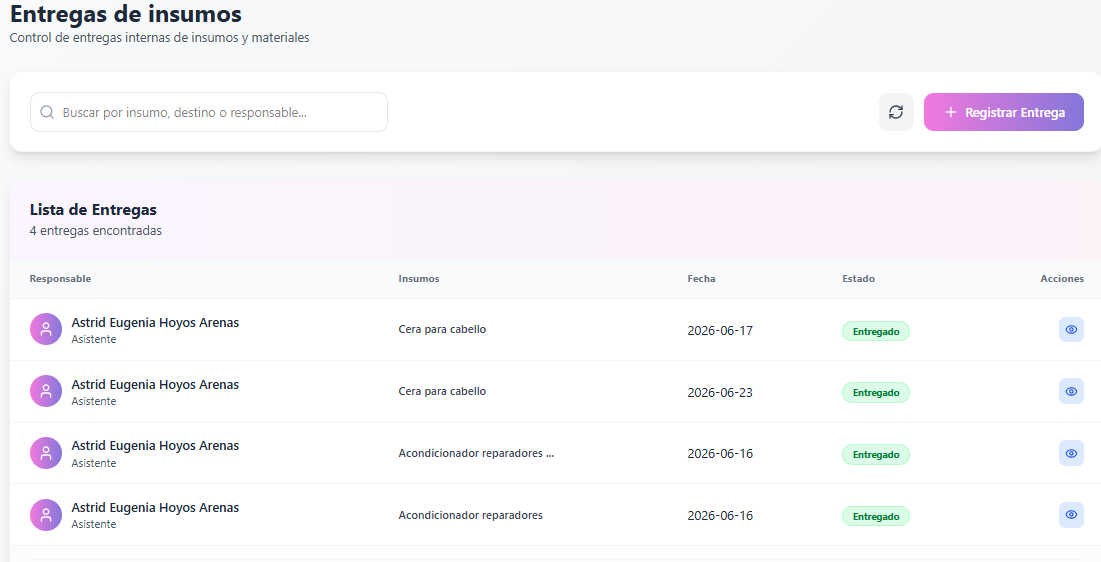 Entregas de insumos
Control de entregas internas de insumos y materiales
Buscar por insumo, destino o responsable...
+ Registrar Entrega
Lista de Entregas
4 entregas encontradas
Responsable Insumos Fecha Estado Acciones
Astrid Eugenia Hoyos Arenas
Asistente
Cera para cabello 2026-06-17 Entregado
Astrid Eugenia Hoyos Arenas
Asistente
Cera para cabello 2026-06-23 Entregado
Astrid Eugenia Hoyos Arenas
Asistente
Acondicionador reparadores ... 2026-06-16 Entregado
Astrid Eugenia Hoyos Arenas
Asistente
Acondicionador reparadores 2026-06-16 Entregado